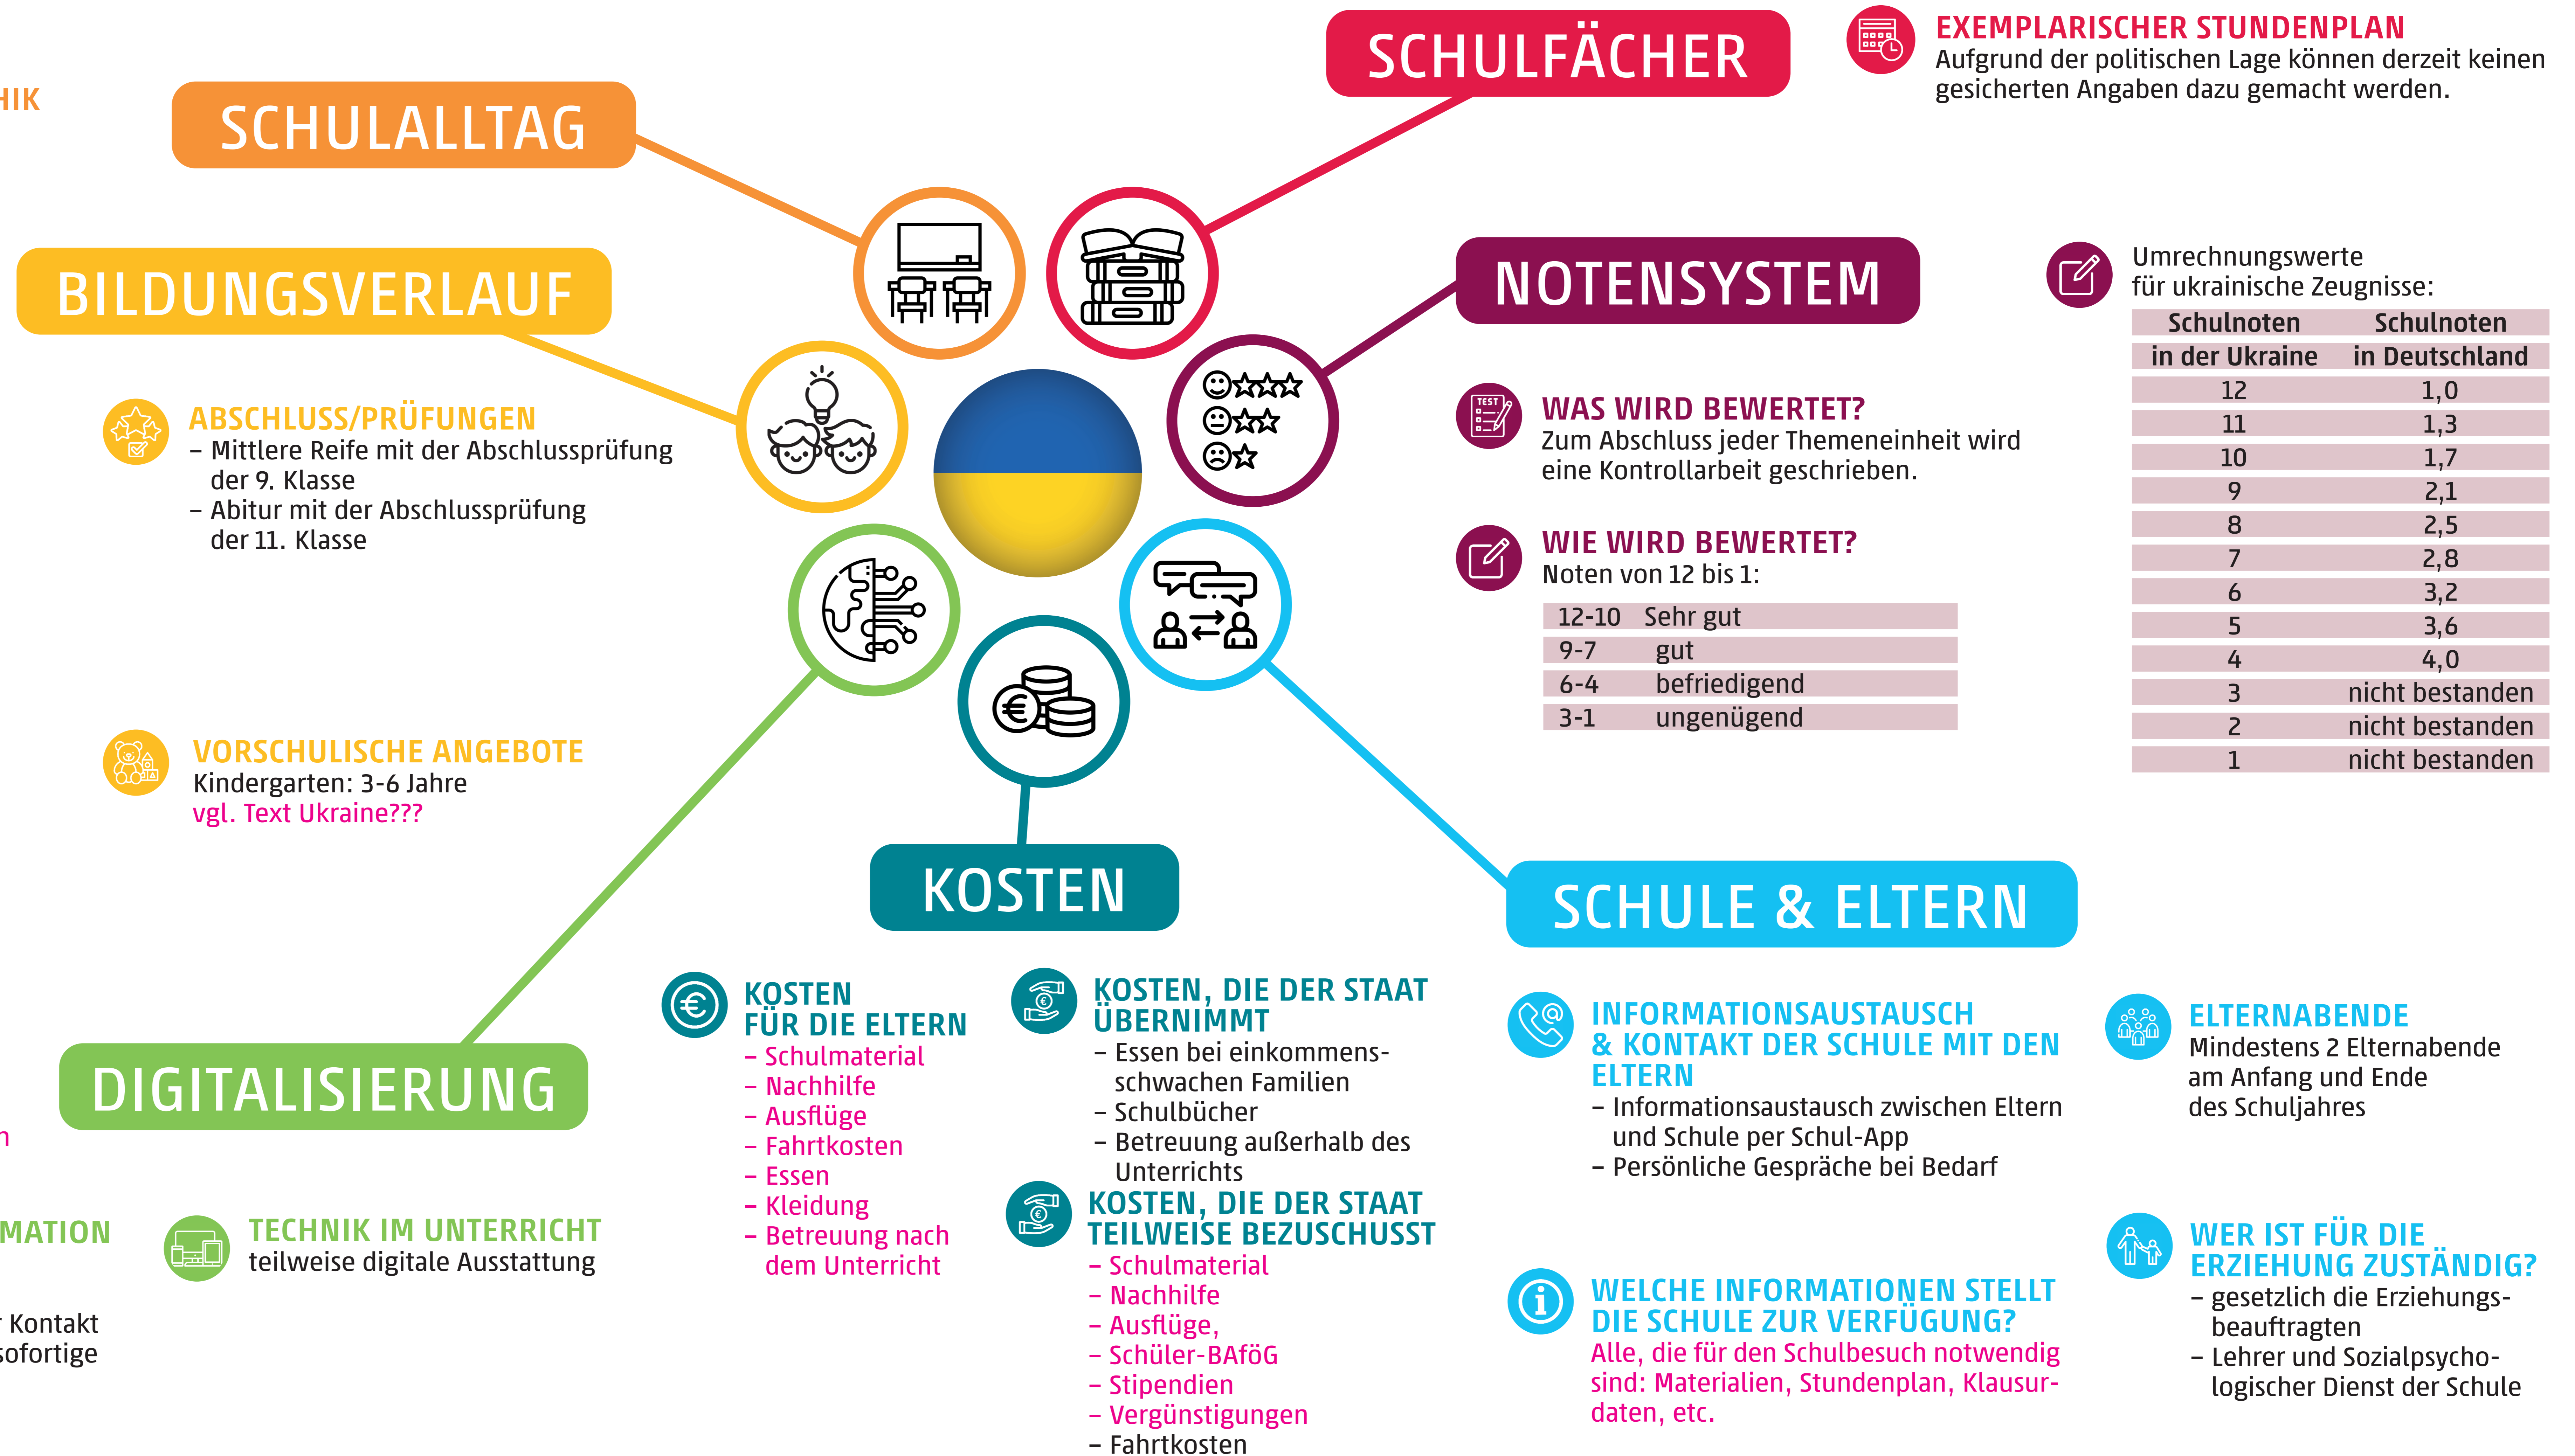 SCHULFÄCHER
EXEMPLARISCHER STUNDENPLAN
Aufgrund der politischen Lage können derzeit keinen
gesicherten Angaben dazu gemacht werden.
HIK
SCHULALLTAG
BILDUNGSVERLAUF
ABSCHLUSS/PRÜFUNGEN
– Mittlere Reife mit der Abschlussprüfung
der 9. Klasse
– Abitur mit der Abschlussprüfung
der 11. Klasse
VORSCHULISCHE ANGEBOTE
Kindergarten: 3-6 Jahre
vgl. Text Ukraine???
NOTENSYSTEM
TEST
WAS WIRD BEWERTET?
Zum Abschluss jeder Themeneinheit wird
eine Kontrollarbeit geschrieben.
WIE WIRD BEWERTET?
Noten von 12 bis 1:
12-10 Sehr gut
9-7 gut
6-4 befriedigend
3-1 ungenügend
Umrechnungswerte
für ukrainische Zeugnisse:
Schulnoten Schulnoten
in der Ukraine in Deutschland
12 1,0
11 1,3
10 1,7
9 2,1
8 2,5
7 2,8
6 3,2
5 3,6
4 4,0
3 nicht bestanden
2 nicht bestanden
1 nicht bestanden
DIGITALISIERUNG
n
MATION
r Kontakt
sofortige
TECHNIK IM UNTERRICHT
teilweise digitale Ausstattung
KOSTEN
KOSTEN
FÜR DIE ELTERN
– Schulmaterial
– Nachhilfe
– Ausflüge
– Fahrtkosten
– Essen
– Kleidung
– Betreuung nach
dem Unterricht
KOSTEN, DIE DER STAAT
ÜBERNIMMT
– Essen bei einkommens-
schwachen Familien
– Schulbücher
– Betreuung außerhalb des
Unterrichts
KOSTEN, DIE DER STAAT
TEILWEISE BEZUSCHUSST
– Schulmaterial
– Nachhilfe
– Ausflüge,
– Schüler-BAföG
– Stipendien
– Vergünstigungen
– Fahrtkosten
SCHULE & ELTERN
INFORMATIONSAUSTAUSCH
& KONTAKT DER SCHULE MIT DEN
ELTERN
– Informationsaustausch zwischen Eltern
und Schule per Schul-App
– Persönliche Gespräche bei Bedarf
WELCHE INFORMATIONEN STELLT
DIE SCHULE ZUR VERFÜGUNG?
Alle, die für den Schulbesuch notwendig
sind: Materialien, Stundenplan, Klausur-
daten, etc.
ELTERNABENDE
Mindestens 2 Elternabende
am Anfang und Ende
des Schuljahres
WER IST FÜR DIE
ERZIEHUNG ZUSTÄNDIG?
– gesetzlich die Erziehungs-
beauftragten
– Lehrer und Sozialpsycho-
logischer Dienst der Schule